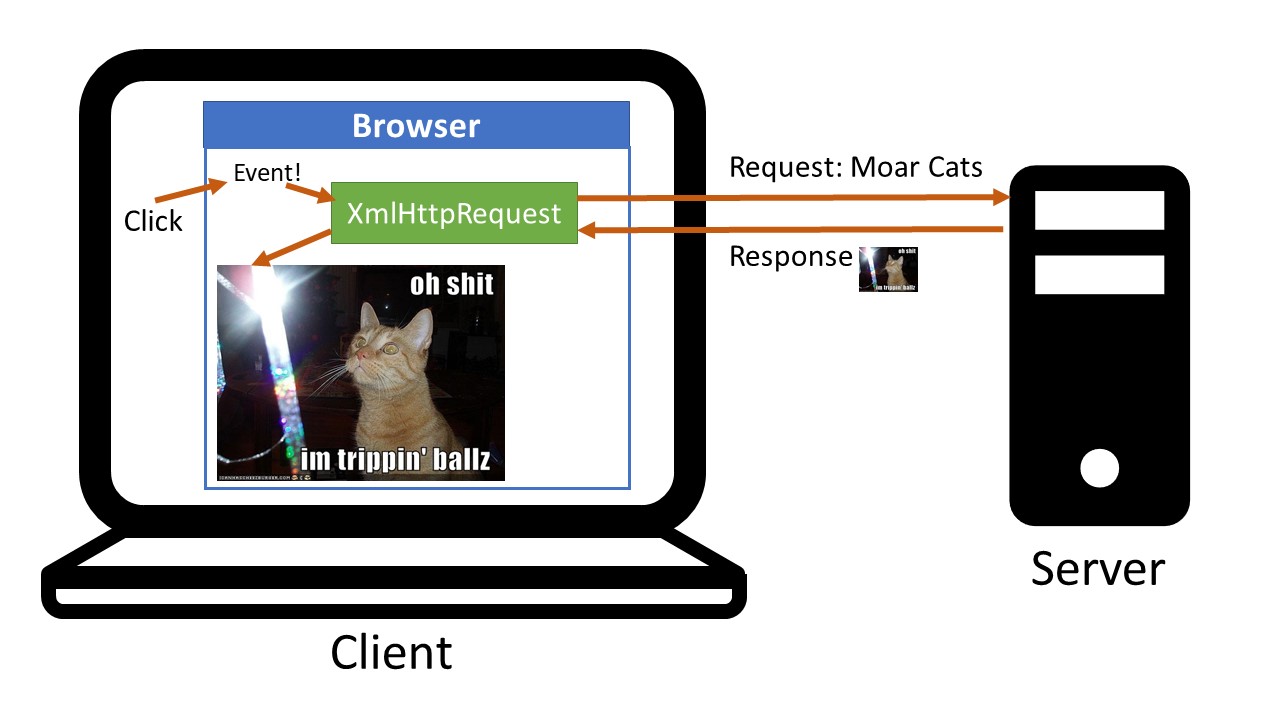 Browser
Event!
Click
XmlHttpRequest
Request: Moar Cats
Response
oh shit
im trippin' ballz
oh shit
im trippin' ballz
ICANHASCHEEZBURGER.COM
Server
Client